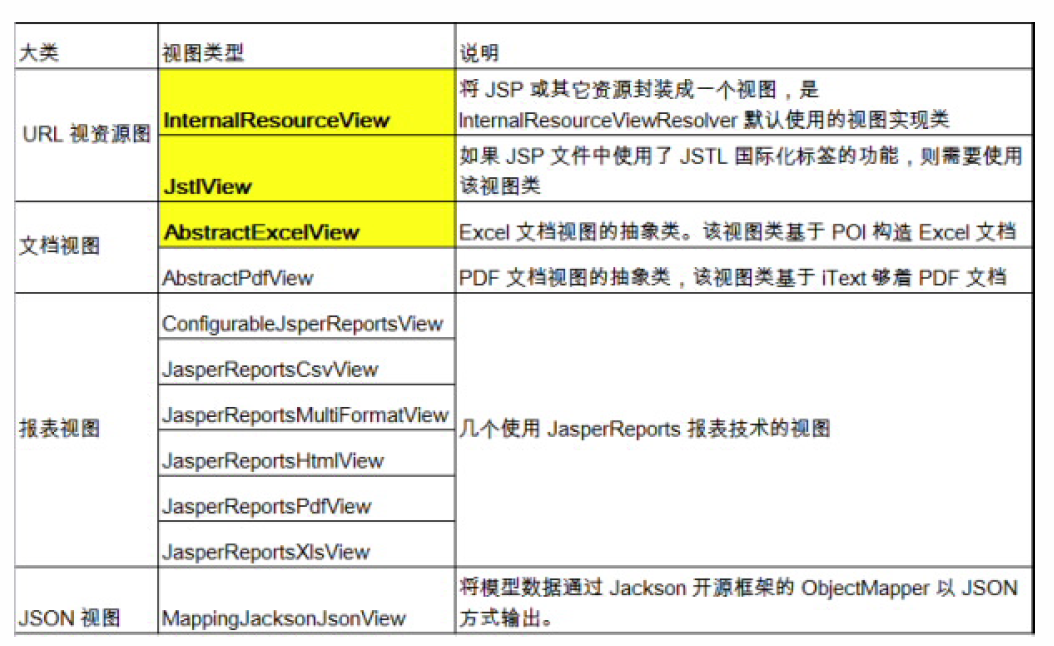 大类 视图类型 说明
URL 视资源图 InternalResourceView 将 JSP 或其它资源封装成一个视图，是
InternalResourceViewResolver 默认使用的视图实现类
JstlView 如果 JSP 文件中使用了 JSTL 国际化标签的功能，则需要使用
该视图类
文档视图 AbstractExcelView Excel 文档视图的抽象类。该视图类基于 POI 构造 Excel 文档
AbstractPdfView PDF 文档视图的抽象类，该视图类基于 iText 够着 PDF 文档
报表视图 ConfigurableJsperReportsView
JasperReportsCsvView
JasperReportsMultiFormatView
几个使用 JasperReports 报表技术的视图
JasperReportsHtmlView
JasperReportsPdfView
JasperReportsXlsView
JSON 视图 MappingJacksonJsonView 将模型数据通过 Jackson 开源框架的 ObjectMapper 以 JSON
方式输出。